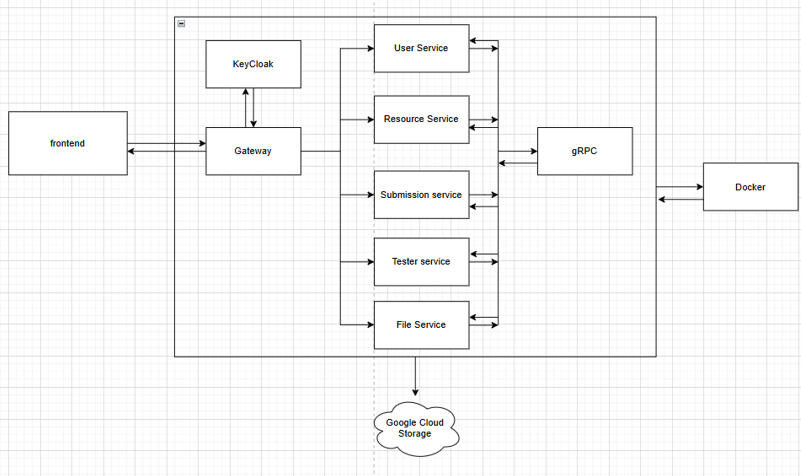 KeyCloak
User Service
frontend
Gateway
Resource Service
gRPC
Submission service
Docker
Tester service
File Service
Google Cloud
Storage